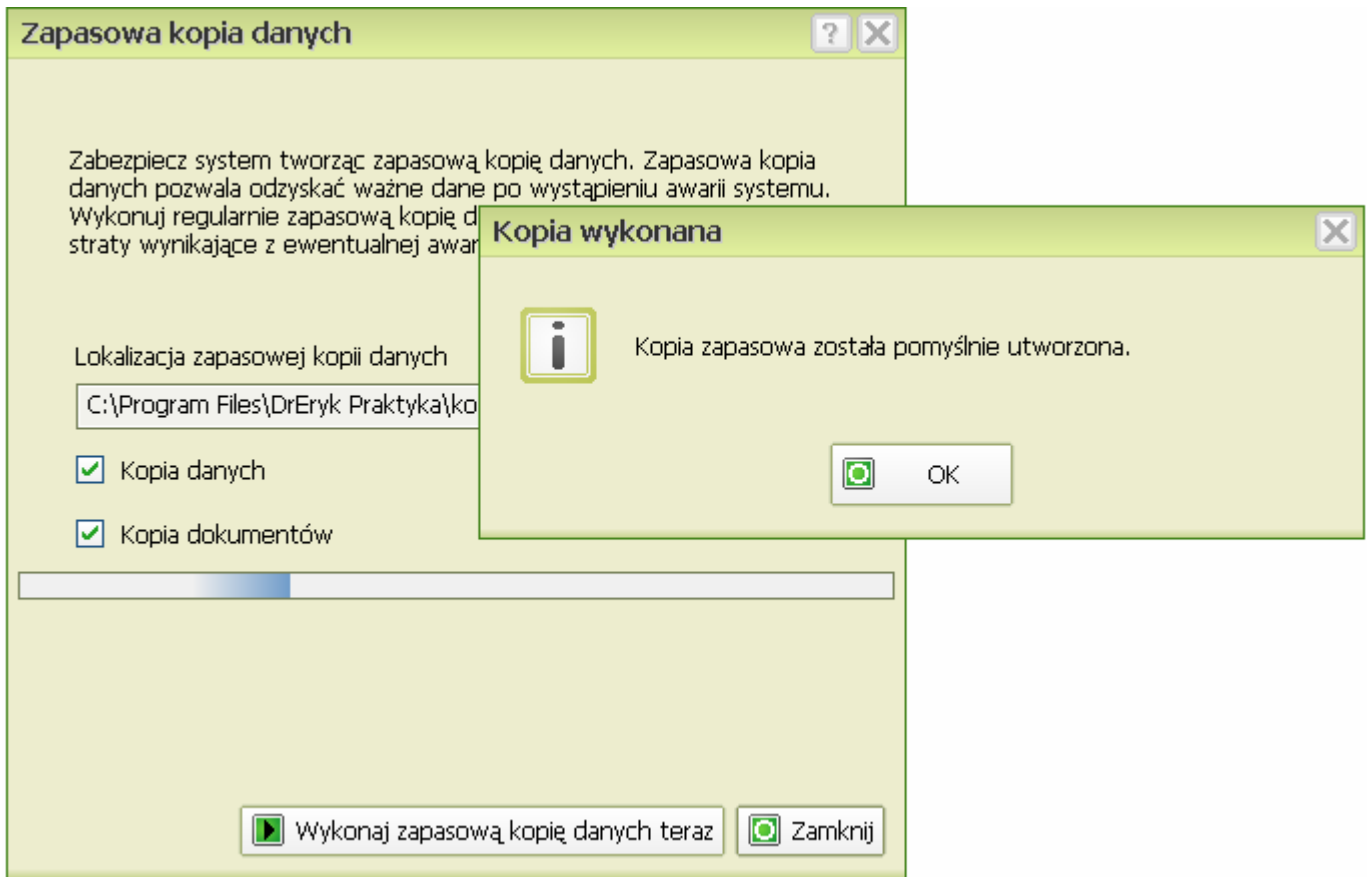 Zapasowa kopia danych
Zabezpiecz system tworząc zapasową kopię danych. Zapasowa kopia
danych pozwala odzyskać ważne dane po wystąpieniu awarii systemu.
Wykonuj regularnie zapasową kopię
straty wynikające z ewentualnej
Lokalizacja zapasowej kopii danych
C:\Program Files\DrEryk Praktyka\ko
Kopia danych
Kopia dokumentów
Wykonaj zapasową kopię danych teraz
Zamknij
Kopia wykonana
Kopia zapasowa została pomyślnie utworzona.
OK